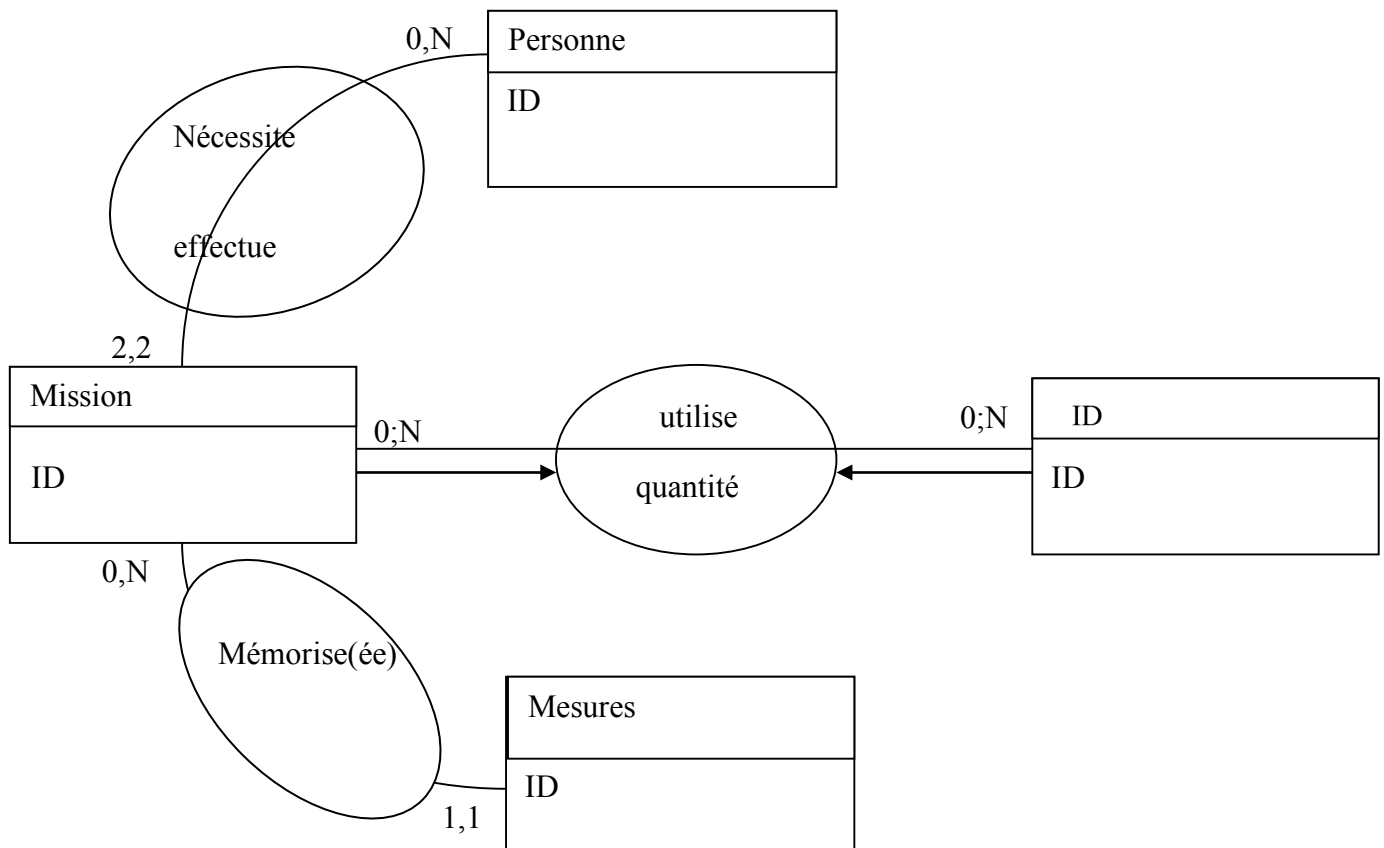 0,N
Personne
ID
Nécessite
effectue
2,2
Mission
ID
0;N
utilise
quantité
0;N
ID
ID
0,N
Mémorise(ée)
Mesures
ID
1,1